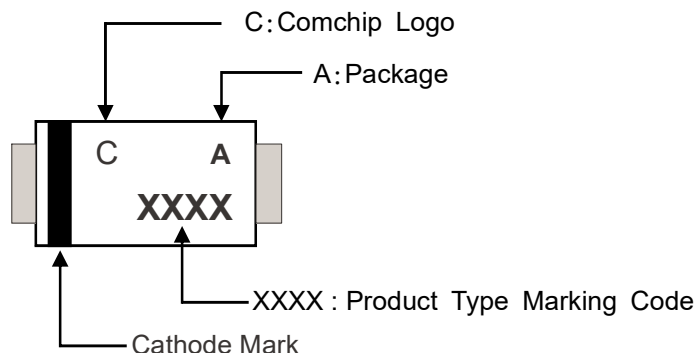 C:Comchip Logo
A:Package
C A
XXXX
XXXX : Product Type Marking Code
Cathode Mark